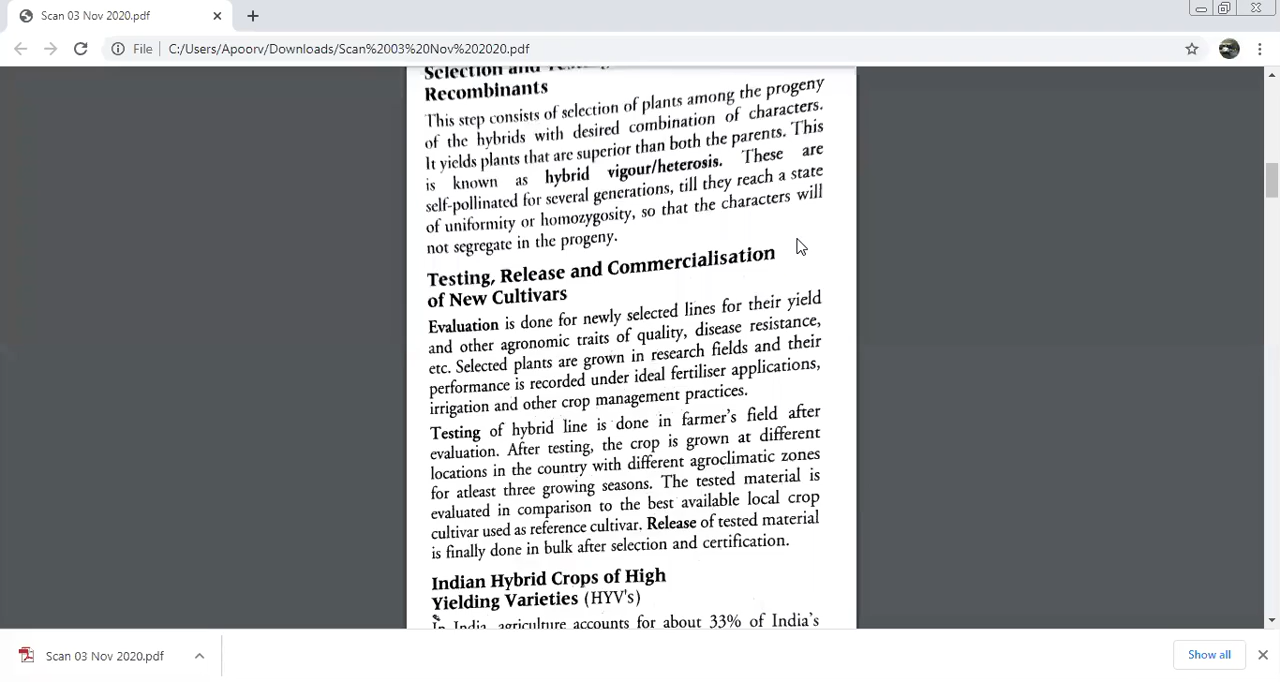 Scan 03 Nov 2020.pdf
File
C:/Users/Apoorv/Downloads/Scan%2003%20Nov%202020.pdf
Selection and
Recombinants
This step consists of selection of plants among the progeny
of the hybrids with desired combination of characters.
It yields plants that are superior than both the parents. This
is known as hybrid vigour/heterosis. These are
self-pollinated for several generations, till they reach a state
of uniformity or homozygosity, so that the characters will
not segregate in the progeny.
Testing, Release and Commercialisation
of New Cultivars
Evaluation is done for newly selected lines for their yield
and other agronomic traits of quality, disease resistance,
etc. Selected plants are grown in research fields and their
performance is recorded under ideal fertiliser applications,
irrigation and other crop management practices.
Testing of hybrid line is done in farmer's field after
evaluation. After testing, the crop is grown at different
locations in the country with different agroclimatic zones
for atleast three growing seasons. The tested material is
evaluated in comparison to the best available local crop
cultivar used as reference cultivar. Release of tested material
is finally done in bulk after selection and certification.
Indian Hybrid Crops of High
Yielding Varieties (HYV's)
In India, agriculture accounts for about 33% of India's
Scan 03 Nov 2020.pdf
Show all